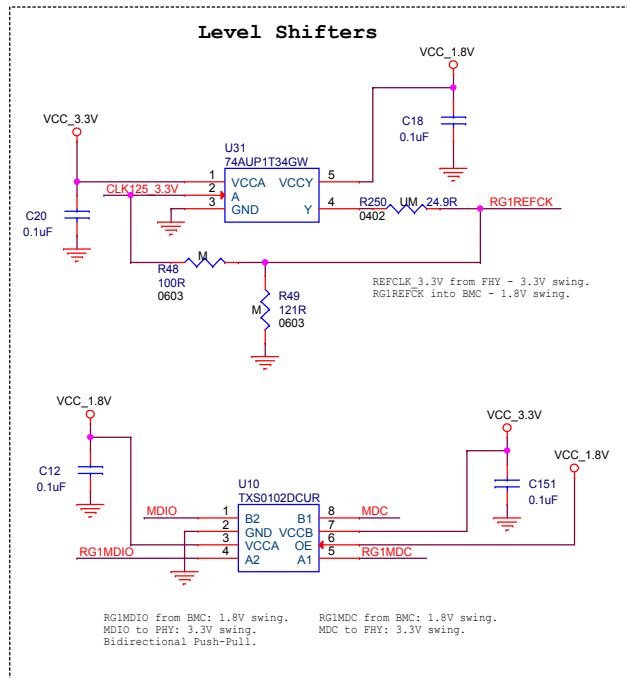 Level Shifters
VCC_1.8V
VCC_3.3V
C18
0.1uF
U31
74AUP1T34GW
1 VCCA VCCY 5
CLK125_3.3V 2 A
3 GND Y 4
R250 UM 24.9R RG1REFCK
0402
C20
0.1uF
R48 M
100R
0603
R49
M 121R
0603
REFCLK_3.3V from FHY - 3.3V swing.
RG1REFCK into BMC - 1.8V swing.
VCC_1.8V
VCC_3.3V
VCC_1.8V
C12
0.1uF
C151
0.1uF
U10
TXS0102DCUR
MDIO 1 B2 B1 8 MDC
2 GND VCCB 7
3 VCCA OE 6
RG1MDIO 4 A2 A1 5 RG1MDC
RG1MDIO from BMC: 1.8V swing.
MDIO to PHY: 3.3V swing.
Bidirectional Push-Pull.
RG1MDC from BMC: 1.8V swing.
MDC to FHY: 3.3V swing.